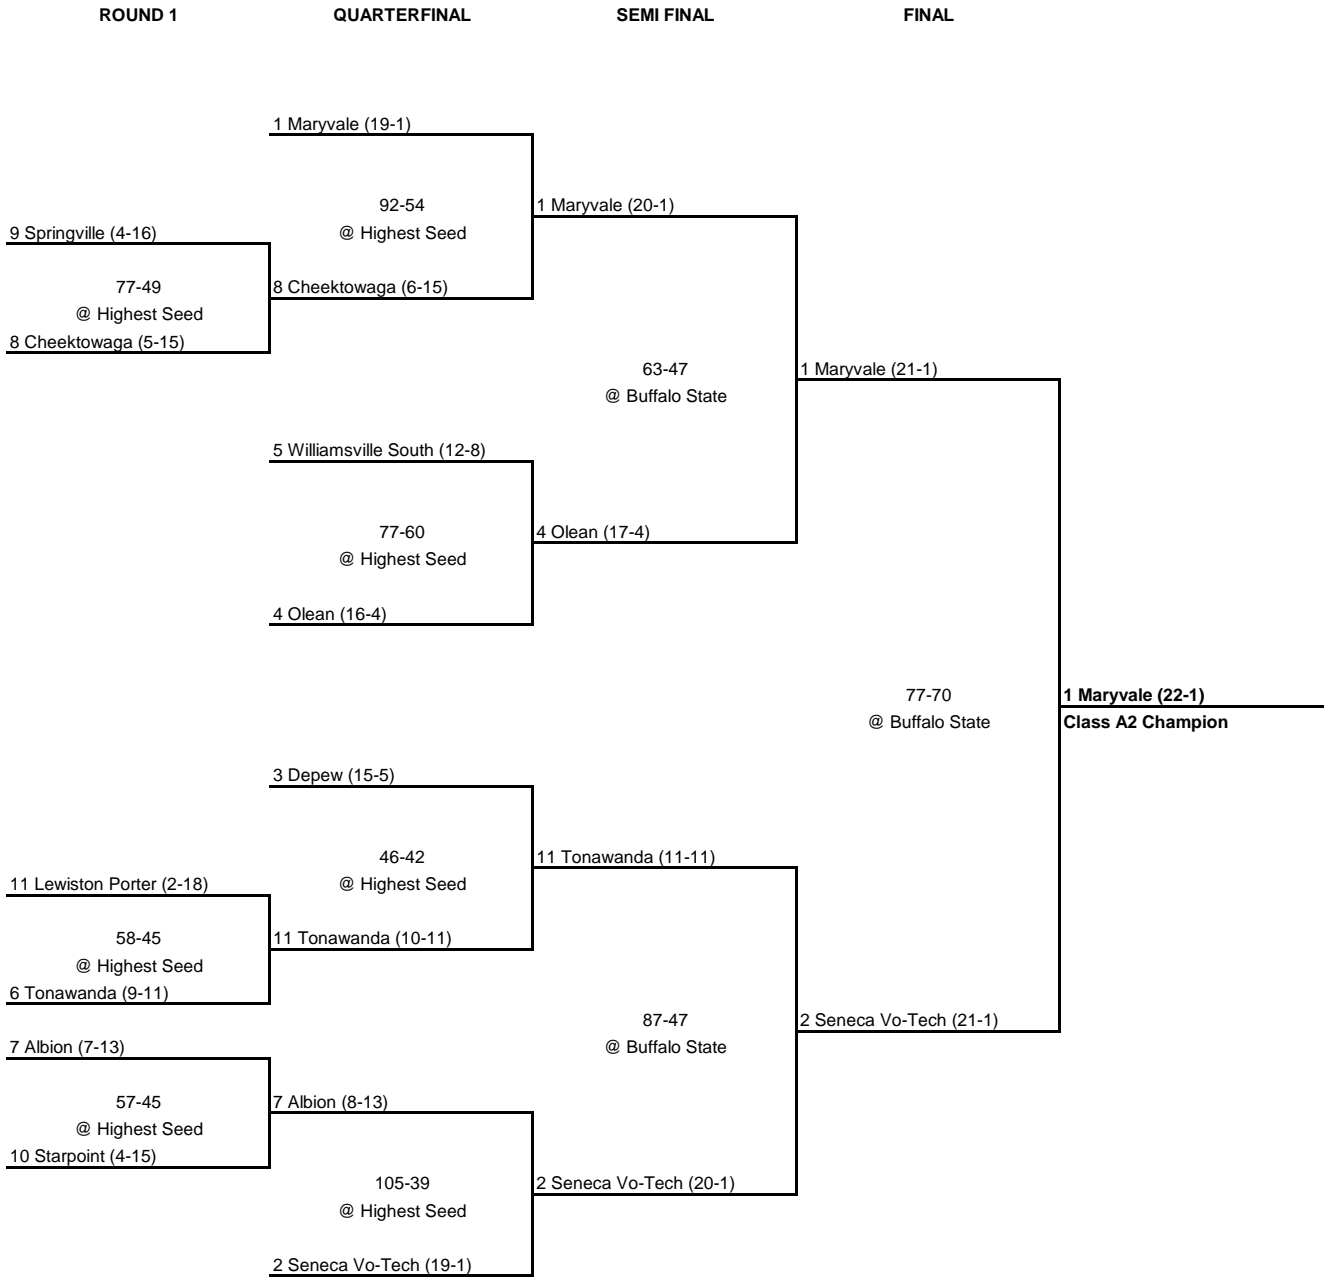 ROUND 1 QUARTERFINAL SEMI FINAL FINAL
1 Maryvale (19-1)
92-54
@ Highest Seed
1 Maryvale (20-1)
9 Springville (4-16)
77-49
@ Highest Seed
8 Cheektowaga (6-15)
8 Cheektowaga (5-15)
63-47
@ Buffalo State
1 Maryvale (21-1)
5 Williamsville South (12-8)
77-60
@ Highest Seed
4 Olean (17-4)
4 Olean (16-4)
77-70
@ Buffalo State
1 Maryvale (22-1)
Class A2 Champion
3 Depew (15-5)
46-42
@ Highest Seed
11 Tonawanda (11-11)
11 Lewiston Porter (2-18)
58-45
@ Highest Seed
11 Tonawanda (10-11)
6 Tonawanda (9-11)
87-47
@ Buffalo State
2 Seneca Vo-Tech (21-1)
7 Albion (7-13)
57-45
@ Highest Seed
7 Albion (8-13)
10 Starpoint (4-15)
105-39
@ Highest Seed
2 Seneca Vo-Tech (20-1)
2 Seneca Vo-Tech (19-1)